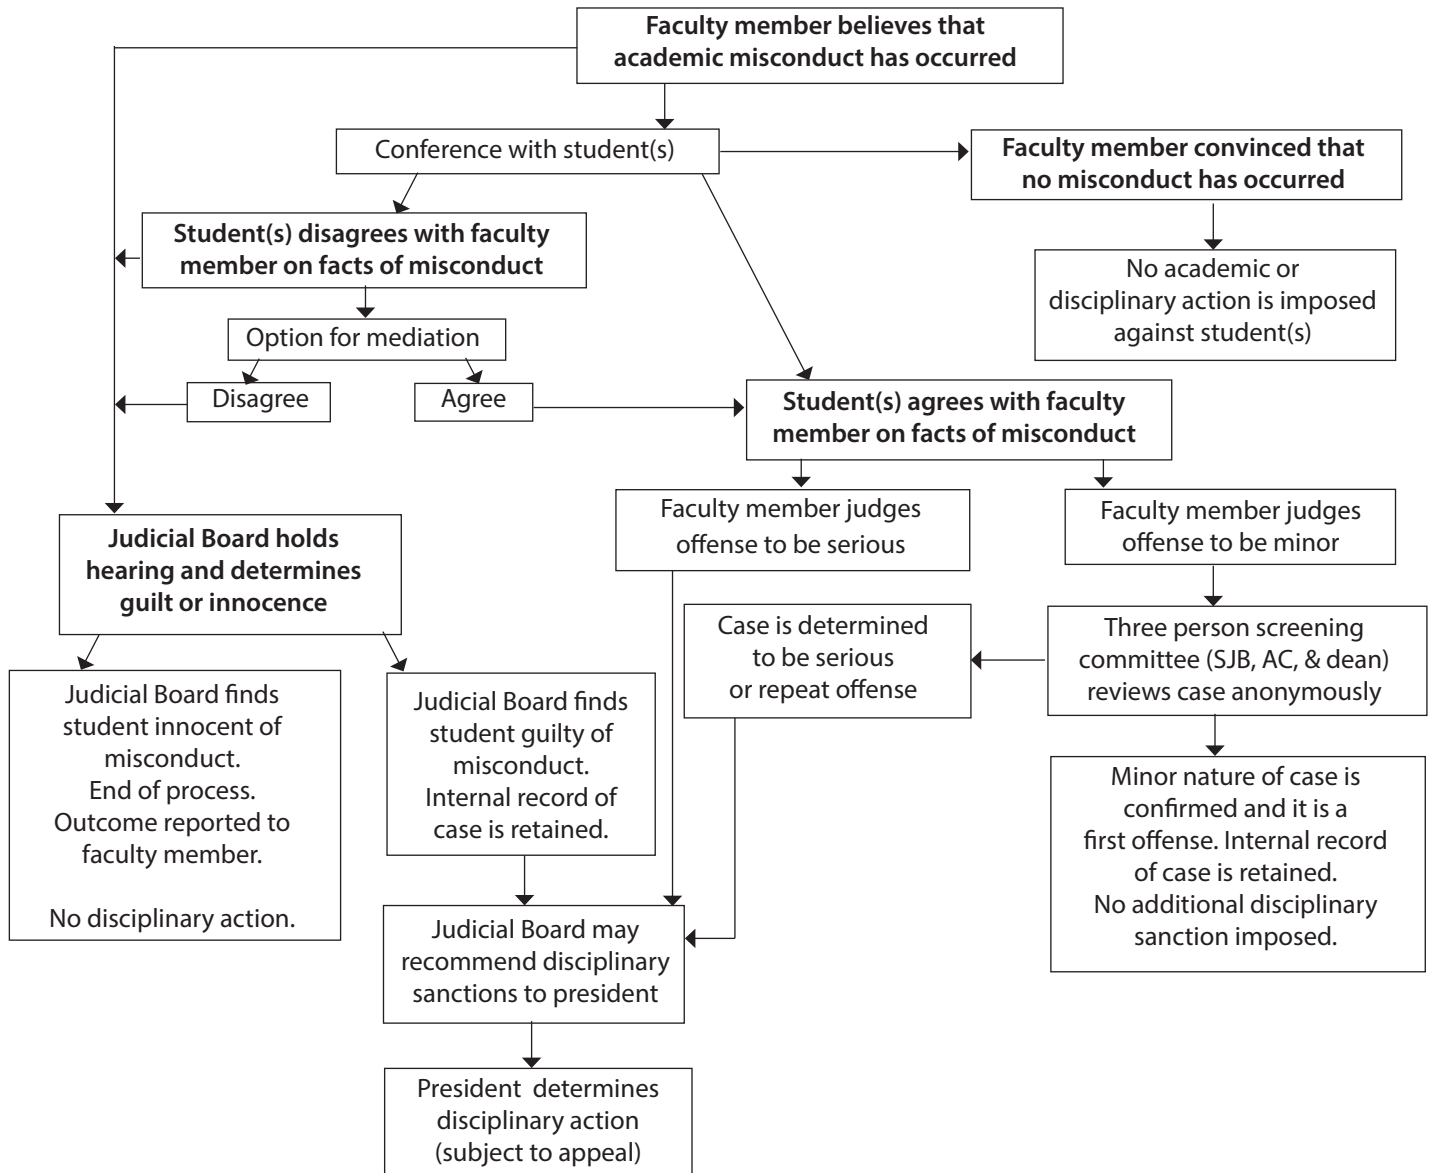 Faculty member believes that
academic misconduct has occurred
Conference with student(s)
Faculty member convinced that
no misconduct has occurred
Student(s) disagrees with faculty
member on facts of misconduct
No academic or
disciplinary action is imposed
against student(s)
Option for mediation
Disagree
Agree
Student(s) agrees with faculty
member on facts of misconduct
Faculty member judges
offense to be serious
Faculty member judges
offense to be minor
Judicial Board holds
hearing and determines
guilt or innocence
Case is determined
to be serious
or repeat offense
Three person screening
committee (SJB, AC, & dean)
reviews case anonymously
Judicial Board finds
student innocent of
misconduct.
End of process.
Outcome reported to
faculty member.
No disciplinary action.
Judicial Board finds
student guilty of
misconduct.
Internal record of
case is retained.
Minor nature of case is
confirmed and it is a
first offense. Internal record
of case is retained.
No additional disciplinary
sanction imposed.
Judicial Board may
recommend disciplinary
sanctions to president
President determines
disciplinary action
(subject to appeal)